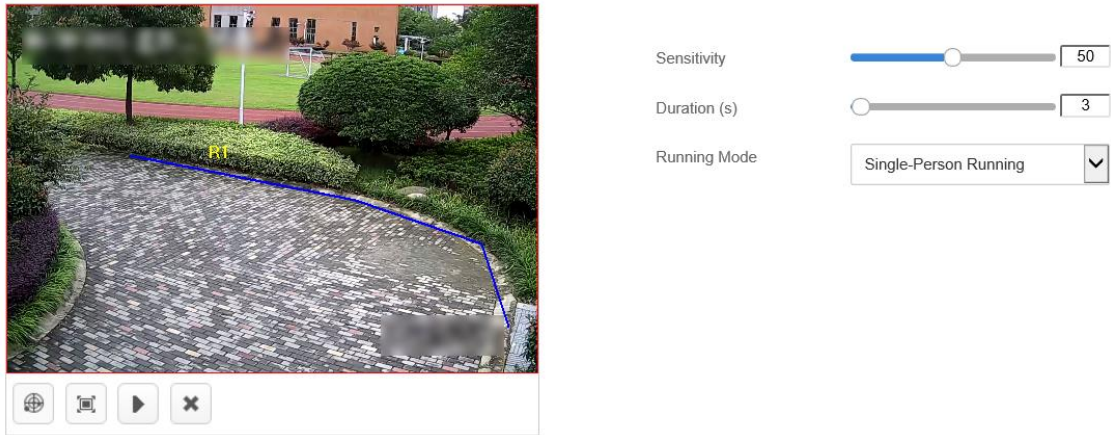 R1
Sensitivity
50
Duration (s)
3
Running Mode
Single-Person Running